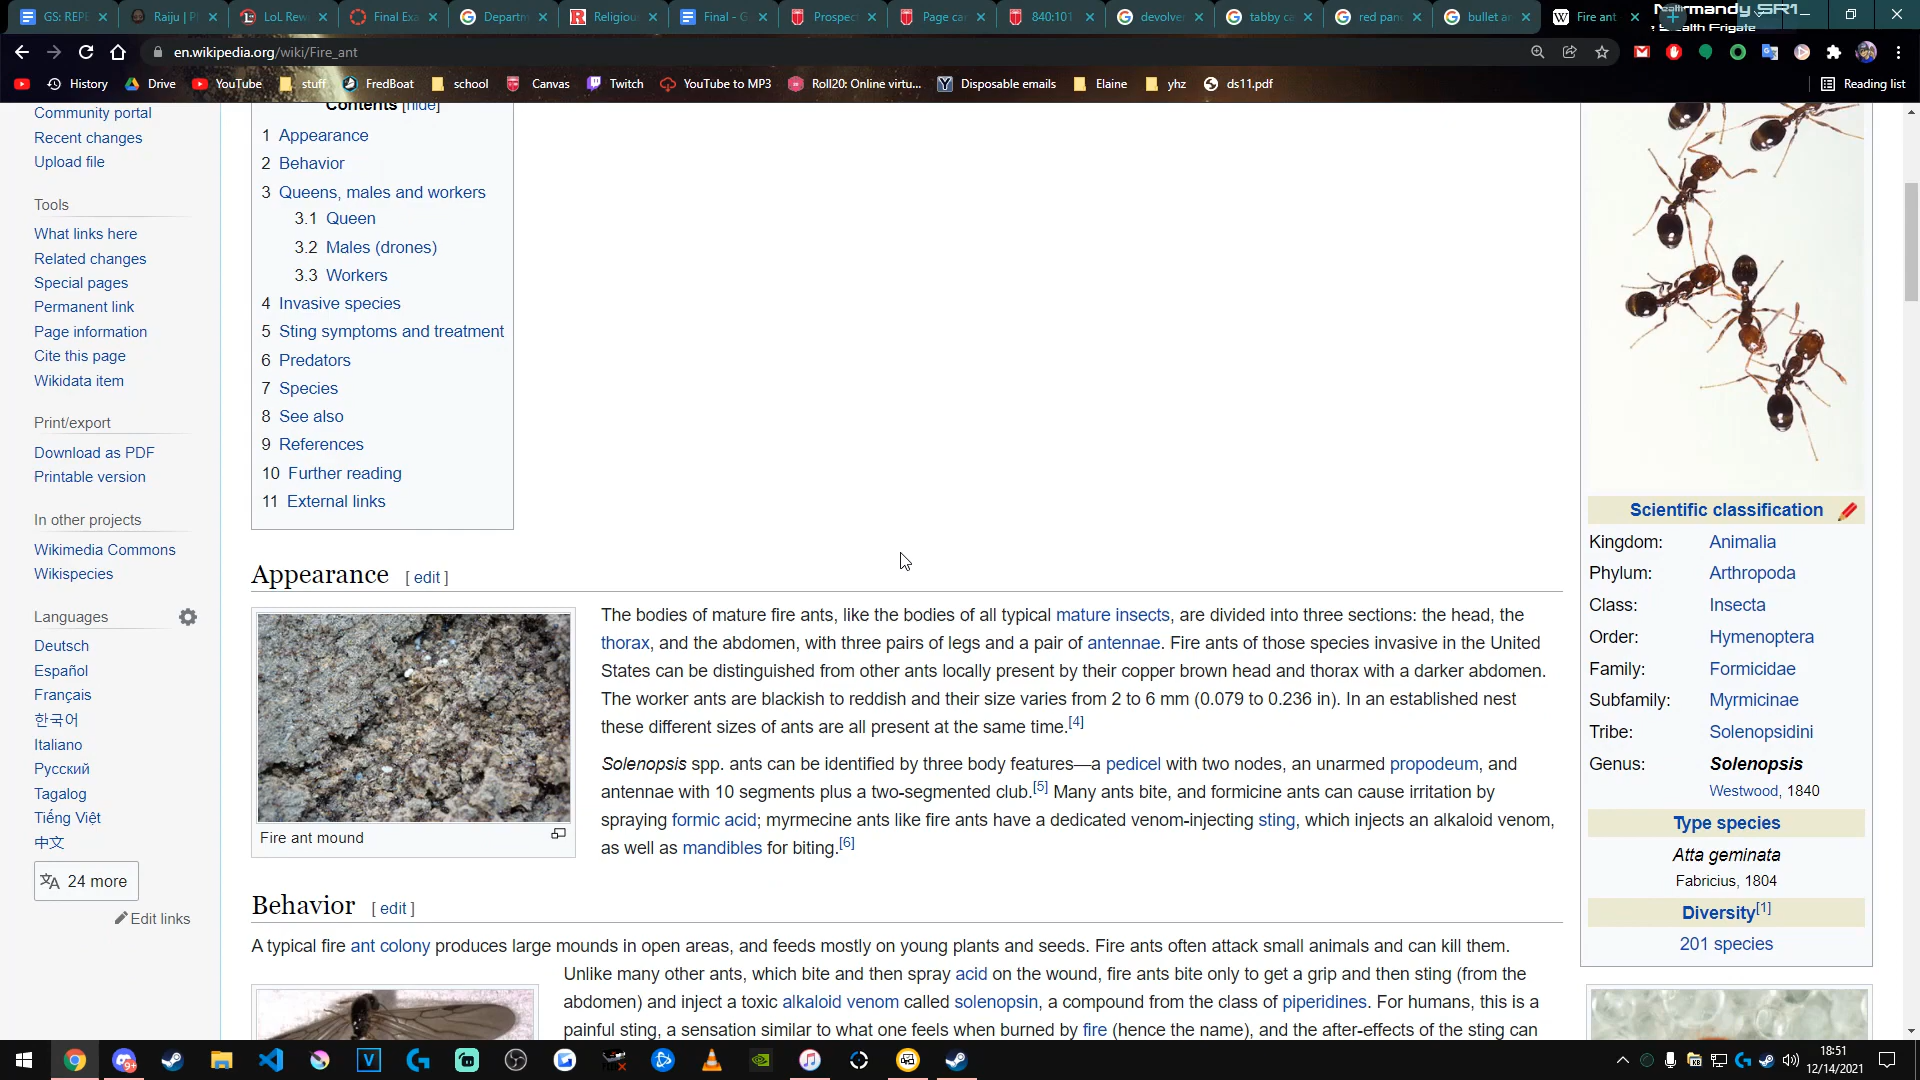 GS: REPE
Raiju | P
LoL Rew
Final Exa
Departm
Religiou
Final - G
Prospec
Page ca
840:101
devolve
tabby ca
red pan
bullet a
Fire ant
Normandy SR1
Stealth Frigate
en.wikipedia.org/wiki/Fire_ant
History
Drive
YouTube
stuff
FredBoat
school
Canvas
Twitch
YouTube to MP3
Roll20: Online virtu...
Disposable emails
Elaine
yhz
ds11.pdf
Reading list
Community portal
Recent changes
Upload file
Tools
What links here
Related changes
Special pages
Permanent link
Page information
Cite this page
Wikidata item
Print/export
Download as PDF
Printable version
In other projects
Wikimedia Commons
Wikispecies
Languages
Deutsch
Español
Français
한국어
Italiano
Русский
Tagalog
Tiếng Việt
中文
24 more
Edit links
Contents [hide]
1 Appearance
2 Behavior
3 Queens, males and workers
3.1 Queen
3.2 Males (drones)
3.3 Workers
4 Invasive species
5 Sting symptoms and treatment
6 Predators
7 Species
8 See also
9 References
10 Further reading
11 External links
Appearance [ edit ]
Fire ant mound
The bodies of mature fire ants, like the bodies of all typical mature insects, are divided into three sections: the head, the
thorax, and the abdomen, with three pairs of legs and a pair of antennae. Fire ants of those species invasive in the United
States can be distinguished from other ants locally present by their copper brown head and thorax with a darker abdomen.
The worker ants are blackish to reddish and their size varies from 2 to 6 mm (0.079 to 0.236 in). In an established nest
these different sizes of ants are all present at the same time.[4]
Solenopsis spp. ants can be identified by three body features—a pedicel with two nodes, an unarmed propodeum, and
antennae with 10 segments plus a two-segmented club.[5] Many ants bite, and formicine ants can cause irritation by
spraying formic acid; myrmecine ants like fire ants have a dedicated venom-injecting sting, which injects an alkaloid venom,
as well as mandibles for biting.[6]
Behavior [ edit ]
A typical fire ant colony produces large mounds in open areas, and feeds mostly on young plants and seeds. Fire ants often attack small animals and can kill them.
Unlike many other ants, which bite and then spray acid on the wound, fire ants bite only to get a grip and then sting (from the
abdomen) and inject a toxic alkaloid venom called solenopsin, a compound from the class of piperidines. For humans, this is a
painful sting, a sensation similar to what one feels when burned by fire (hence the name), and the after-effects of the sting can
Scientific classification
Kingdom: Animalia
Phylum: Arthropoda
Class: Insecta
Order: Hymenoptera
Family: Formicidae
Subfamily: Myrmicinae
Tribe: Solenopsidini
Genus: Solenopsis
Westwood, 1840
Type species
Atta geminata
Fabricius, 1804
Diversity[1]
201 species
18:51
12/14/2021